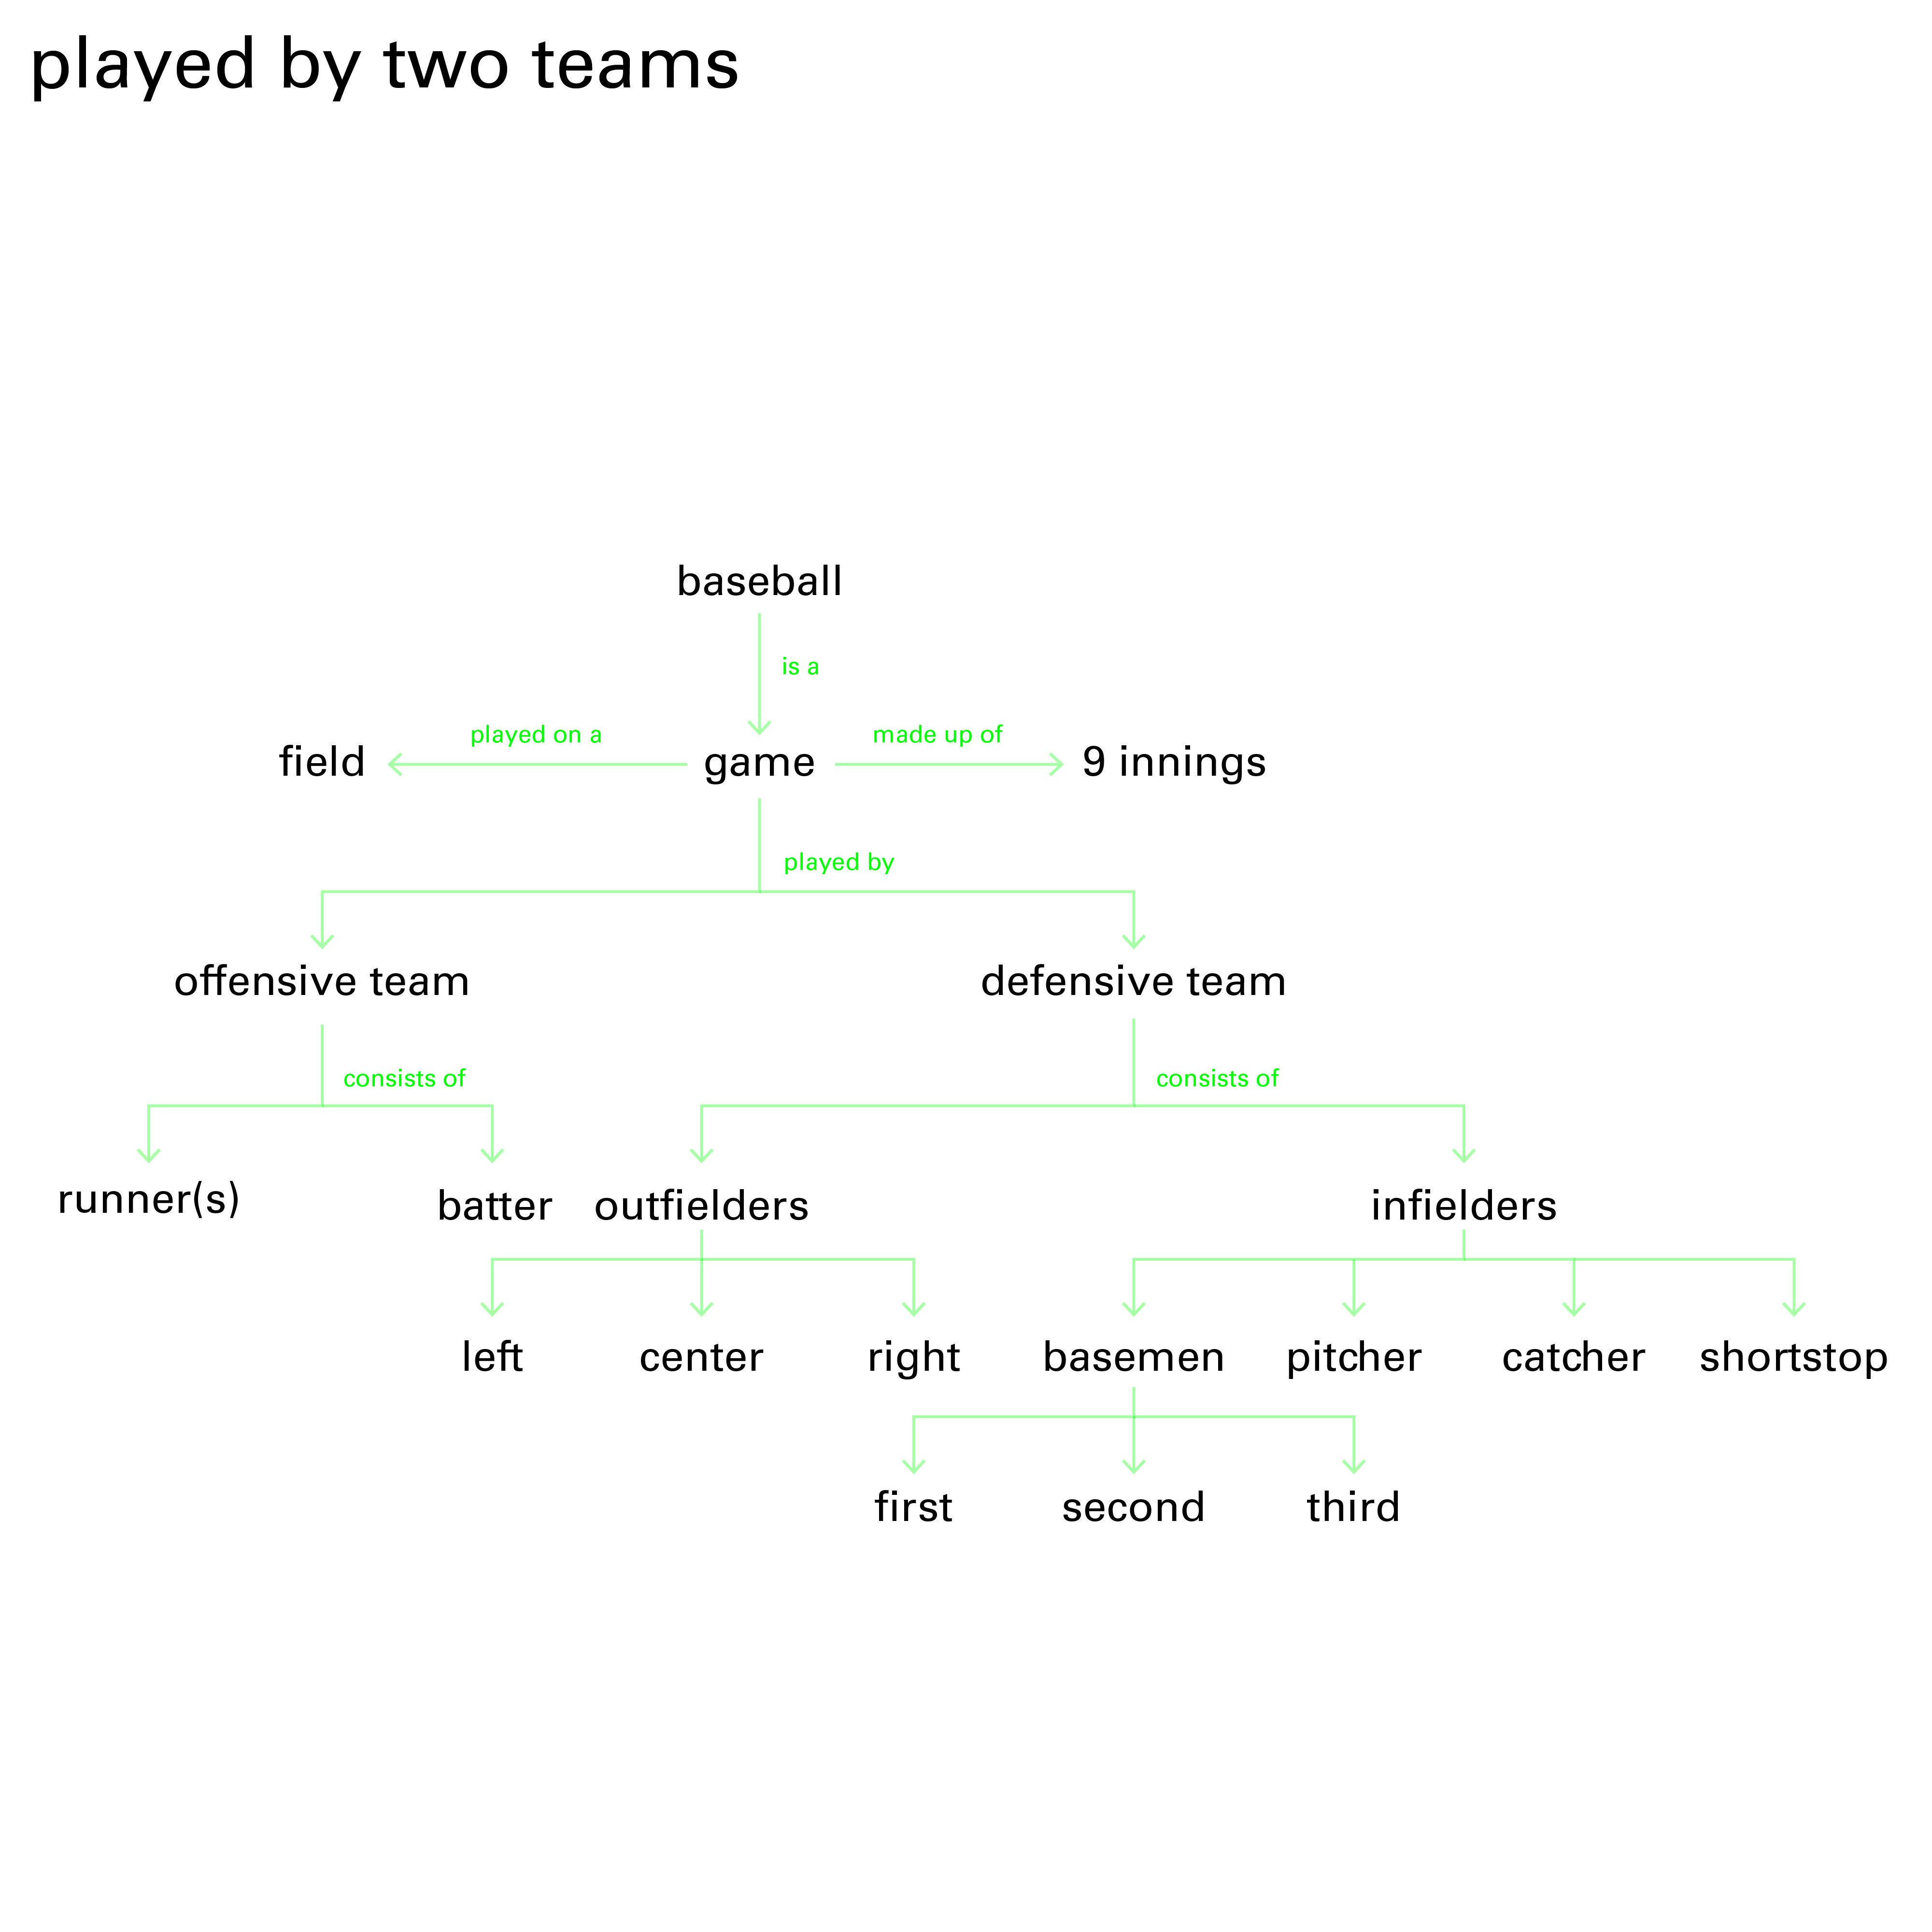 played by two teams
baseball
is a
played on a
made up of
field
game
9 innings
played by
offensive team
defensive team
consists of
consists of
runner(s)
batter
outfielders
infielders
left
center
right
basemen
pitcher
catcher
shortstop
first
second
third